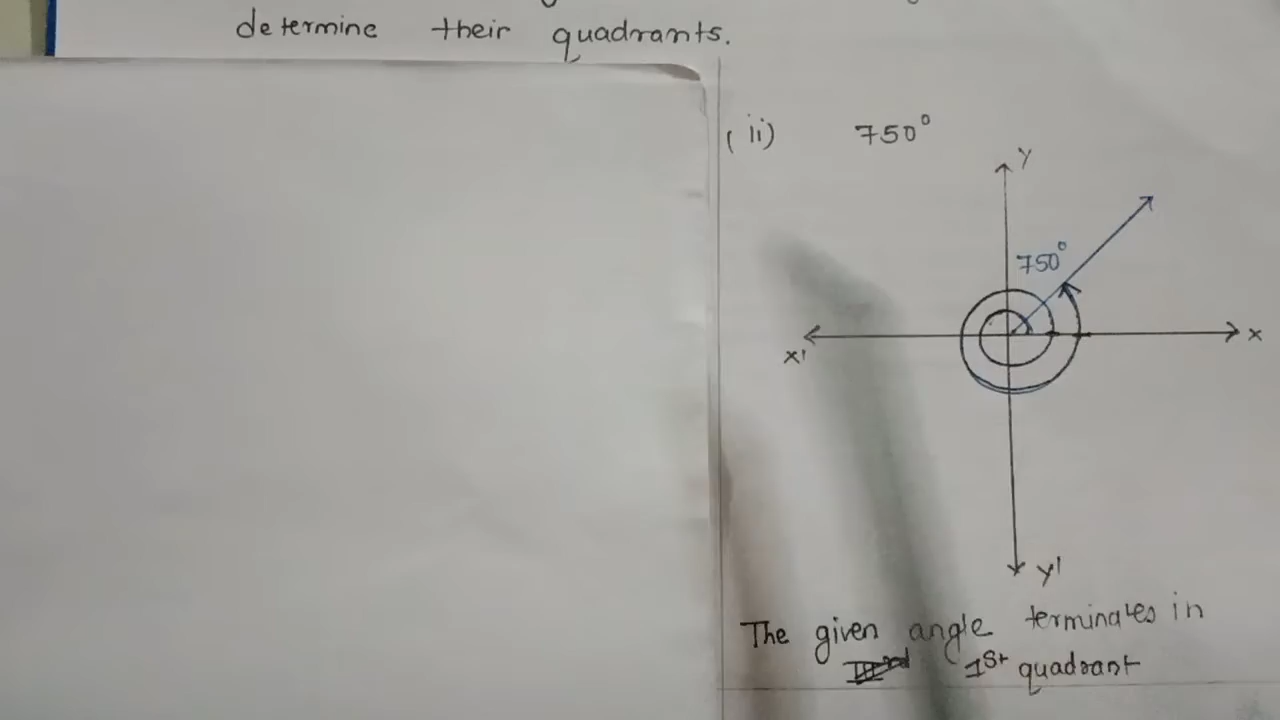 determine their quadrants.
(ii) 750°
Y
750°
X' X
Y'
The given angle terminates in
1st quadrant